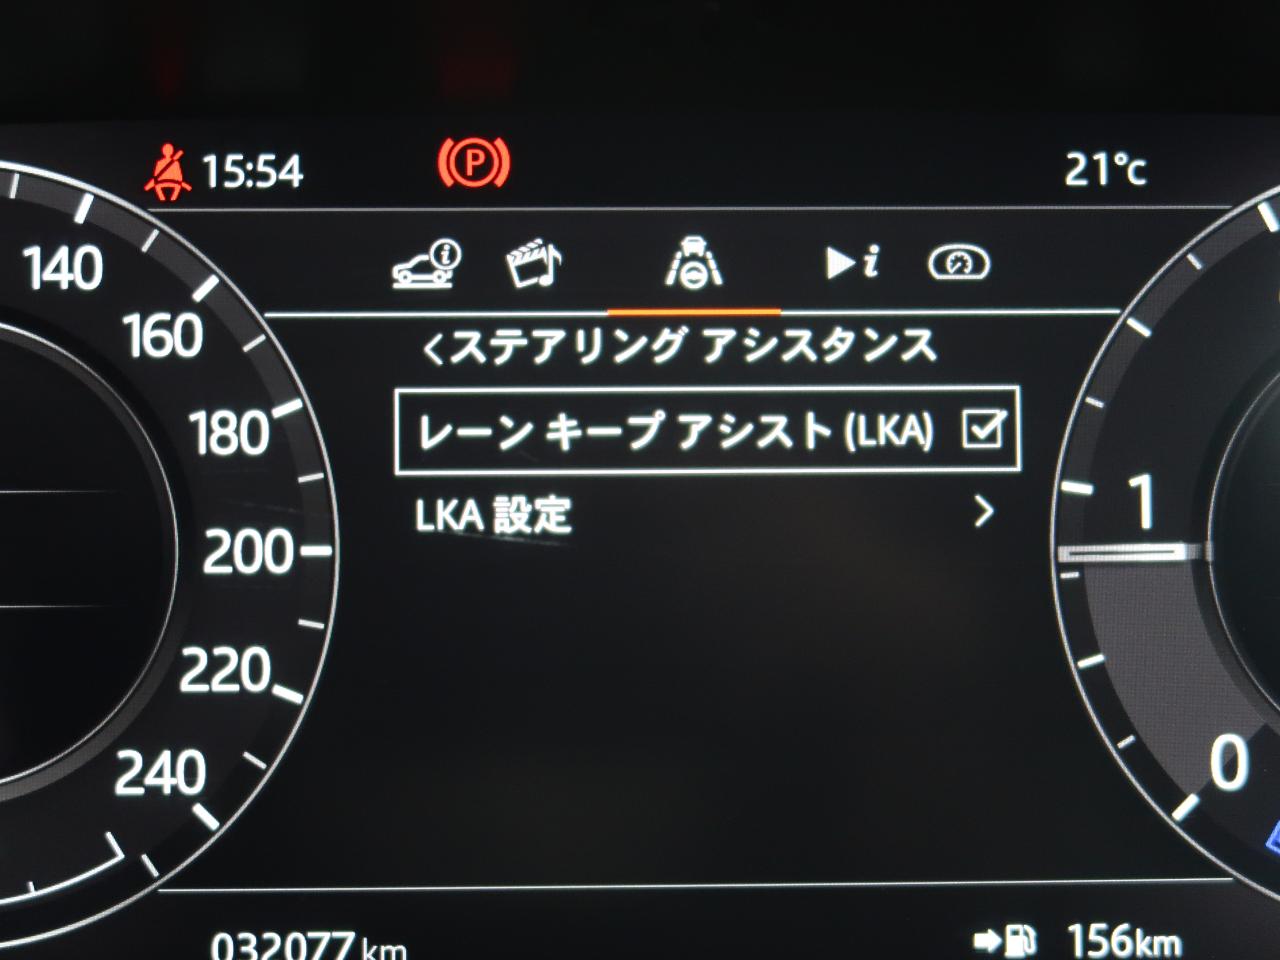 15:54
P
21°C
i
i
<ステアリング アシスタンス
レーン キープ アシスト (LKA)
LKA 設定
140
160
180
200
220
240
1
0
032077 km
156km